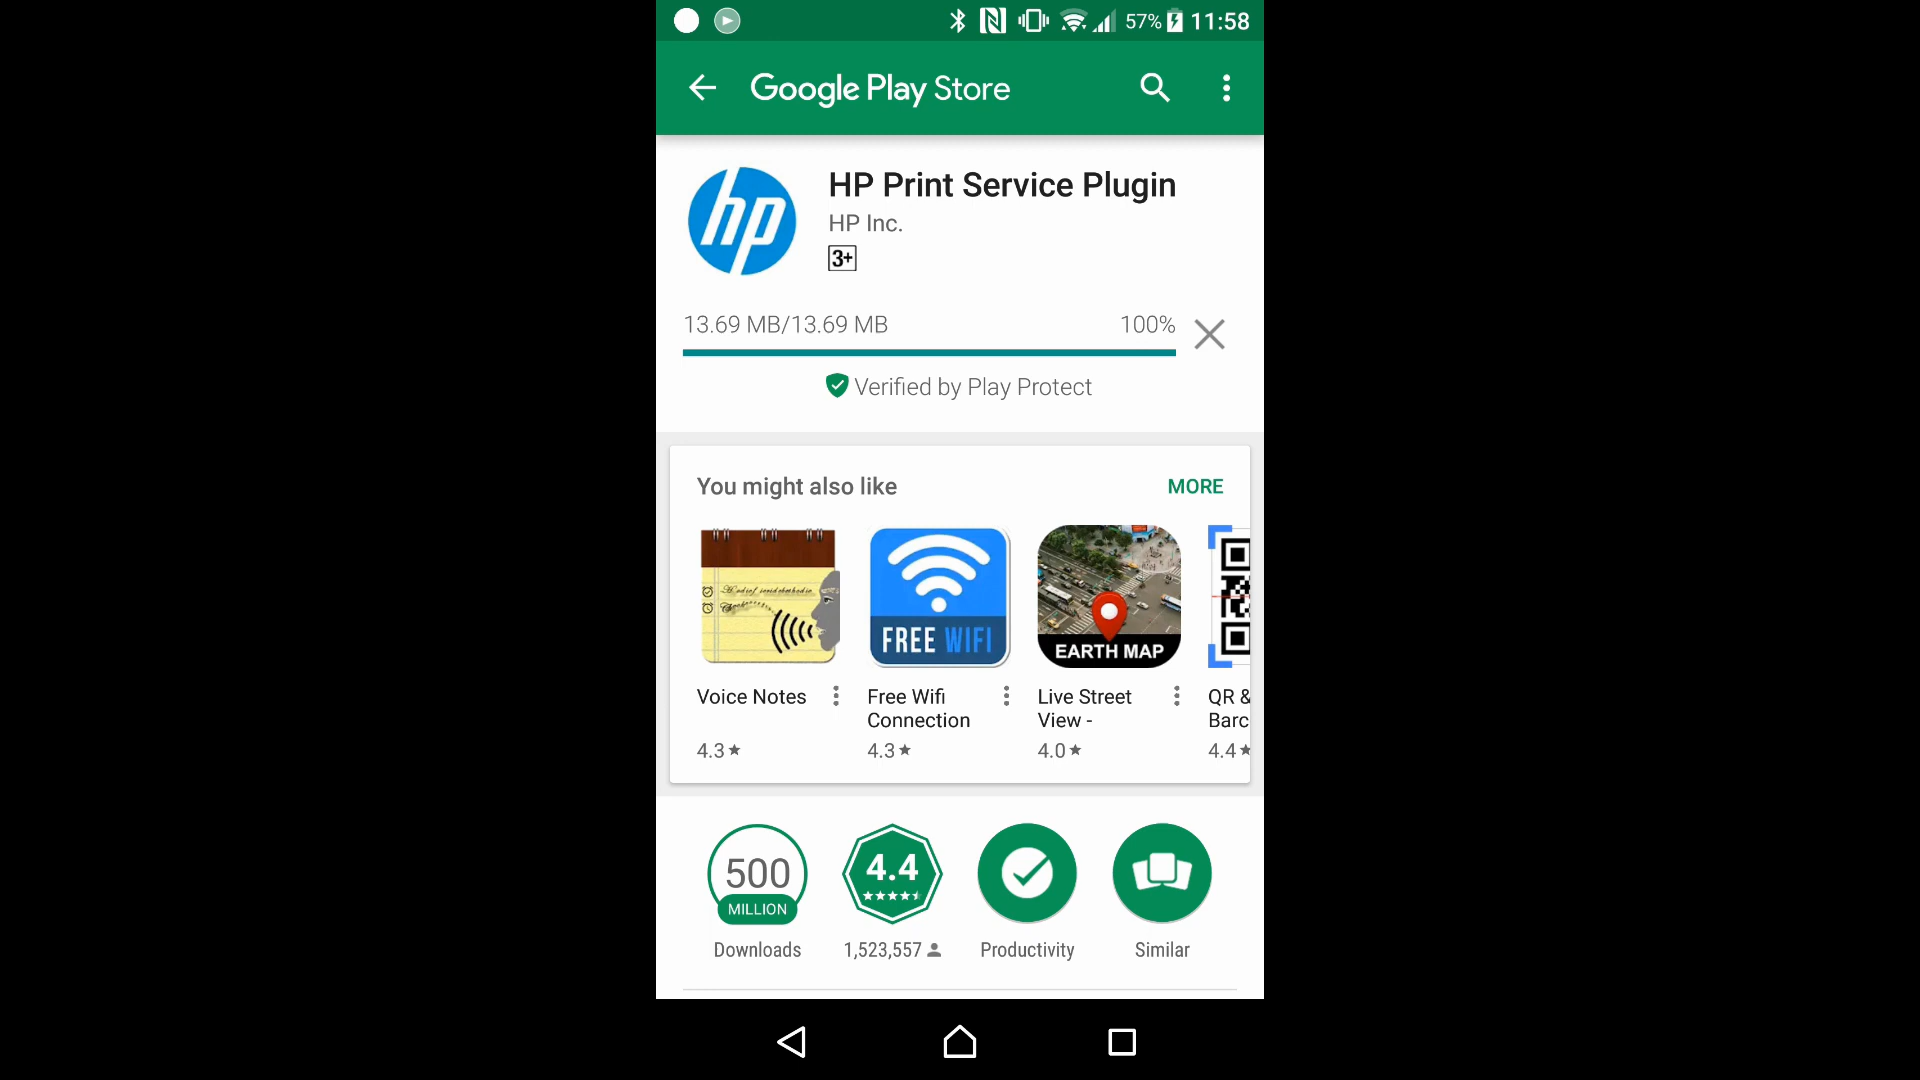 57% 11:58
Google Play Store
hp
HP Print Service Plugin
HP Inc.
3+
13.69 MB/13.69 MB 100%
Verified by Play Protect
You might also like MORE
FREE WIFI
EARTH MAP
Voice Notes
Free Wifi Connection
Live Street View -
QR & Barc
4.3 4.3 4.0 4.4
500 MILLION
4.4
Downloads 1,523,557 Productivity Similar